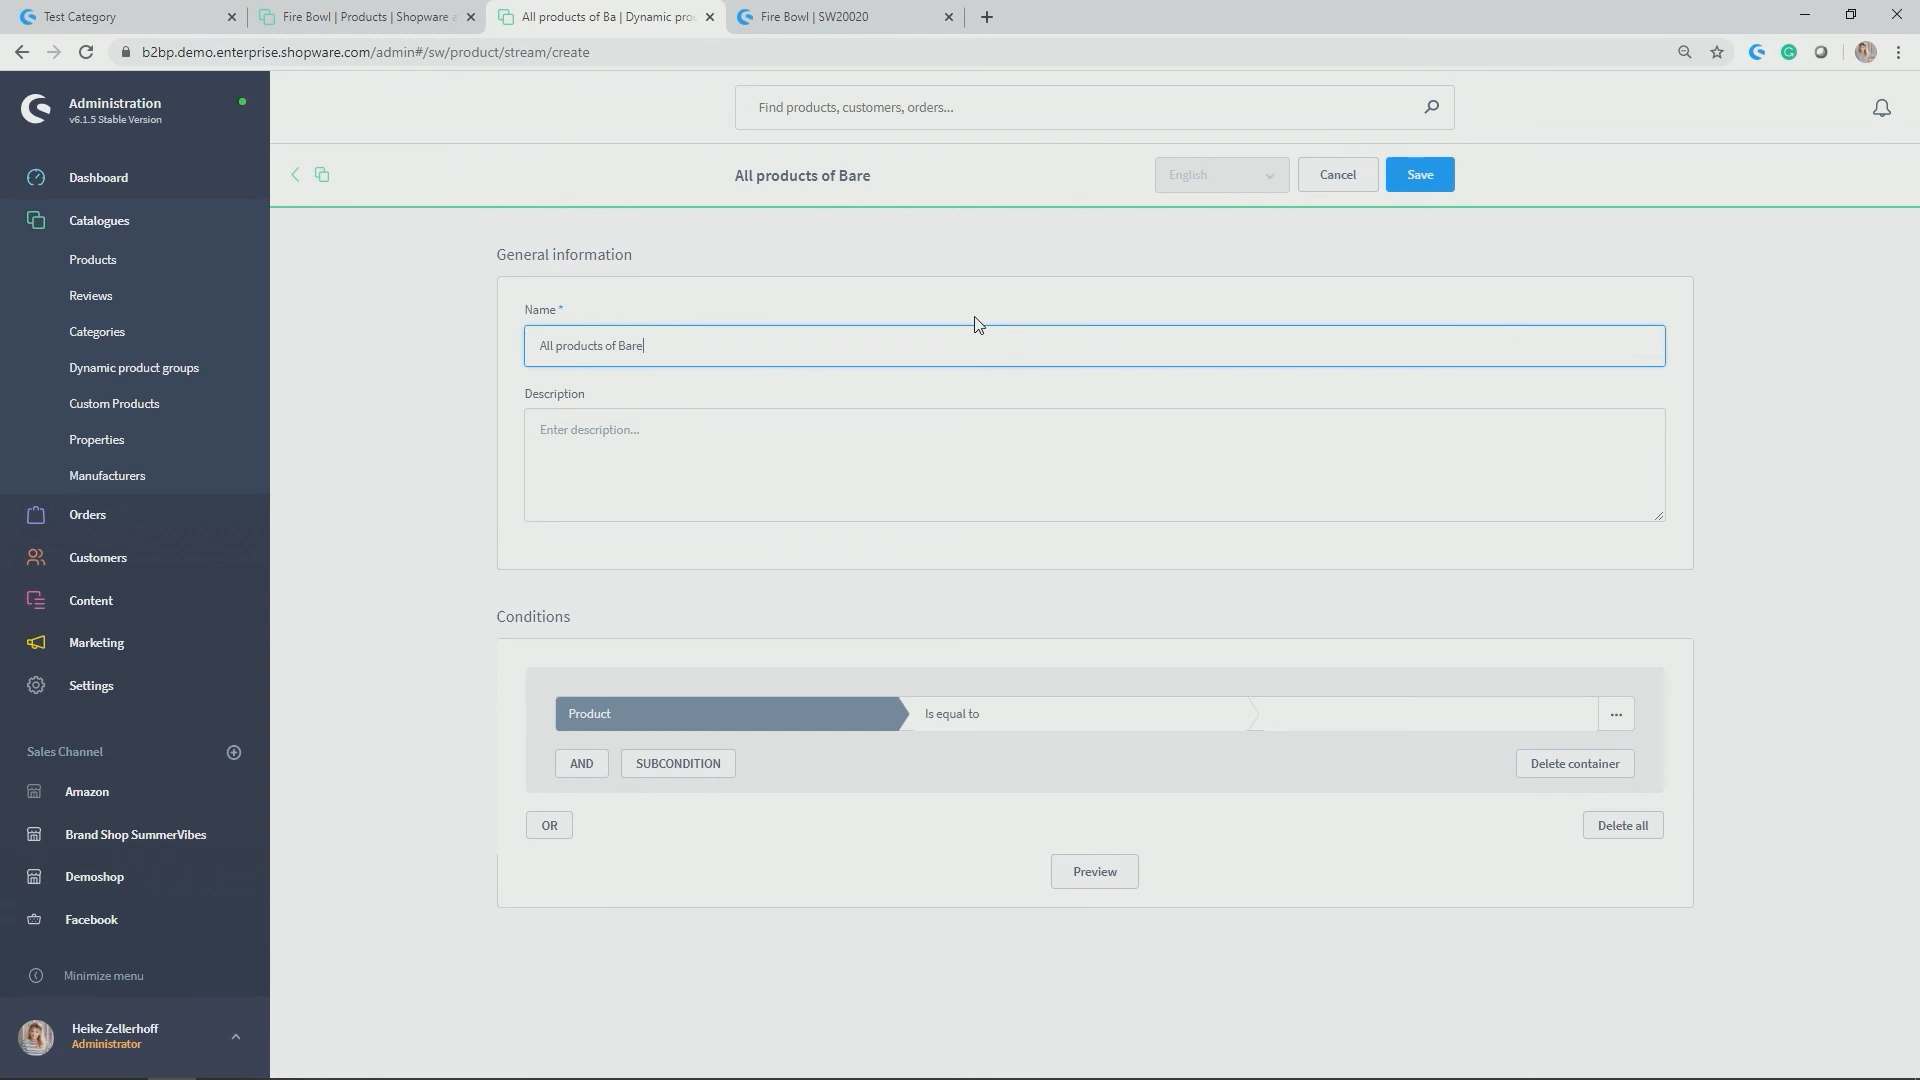 Test Category
Fire Bowl | Products | Shopware a
All products of Ba | Dynamic proc
Fire Bowl | SW20020
b2bp.demo.enterprise.shopware.com/admin#/sw/product/stream/create
Administration
v6.1.5 Stable Version
Find products, customers, orders...
All products of Bare
English
Cancel
Save
Dashboard
Catalogues
Products
Reviews
Categories
Dynamic product groups
Custom Products
Properties
Manufacturers
Orders
Customers
Content
Marketing
Settings
Sales Channel
Amazon
Brand Shop SummerVibes
Demoshop
Facebook
Minimize menu
Heike Zellerhoff
Administrator
General information
Name *
All products of Bare
Description
Enter description...
Conditions
Product
Is equal to
...
AND
SUBCONDITION
Delete container
OR
Delete all
Preview